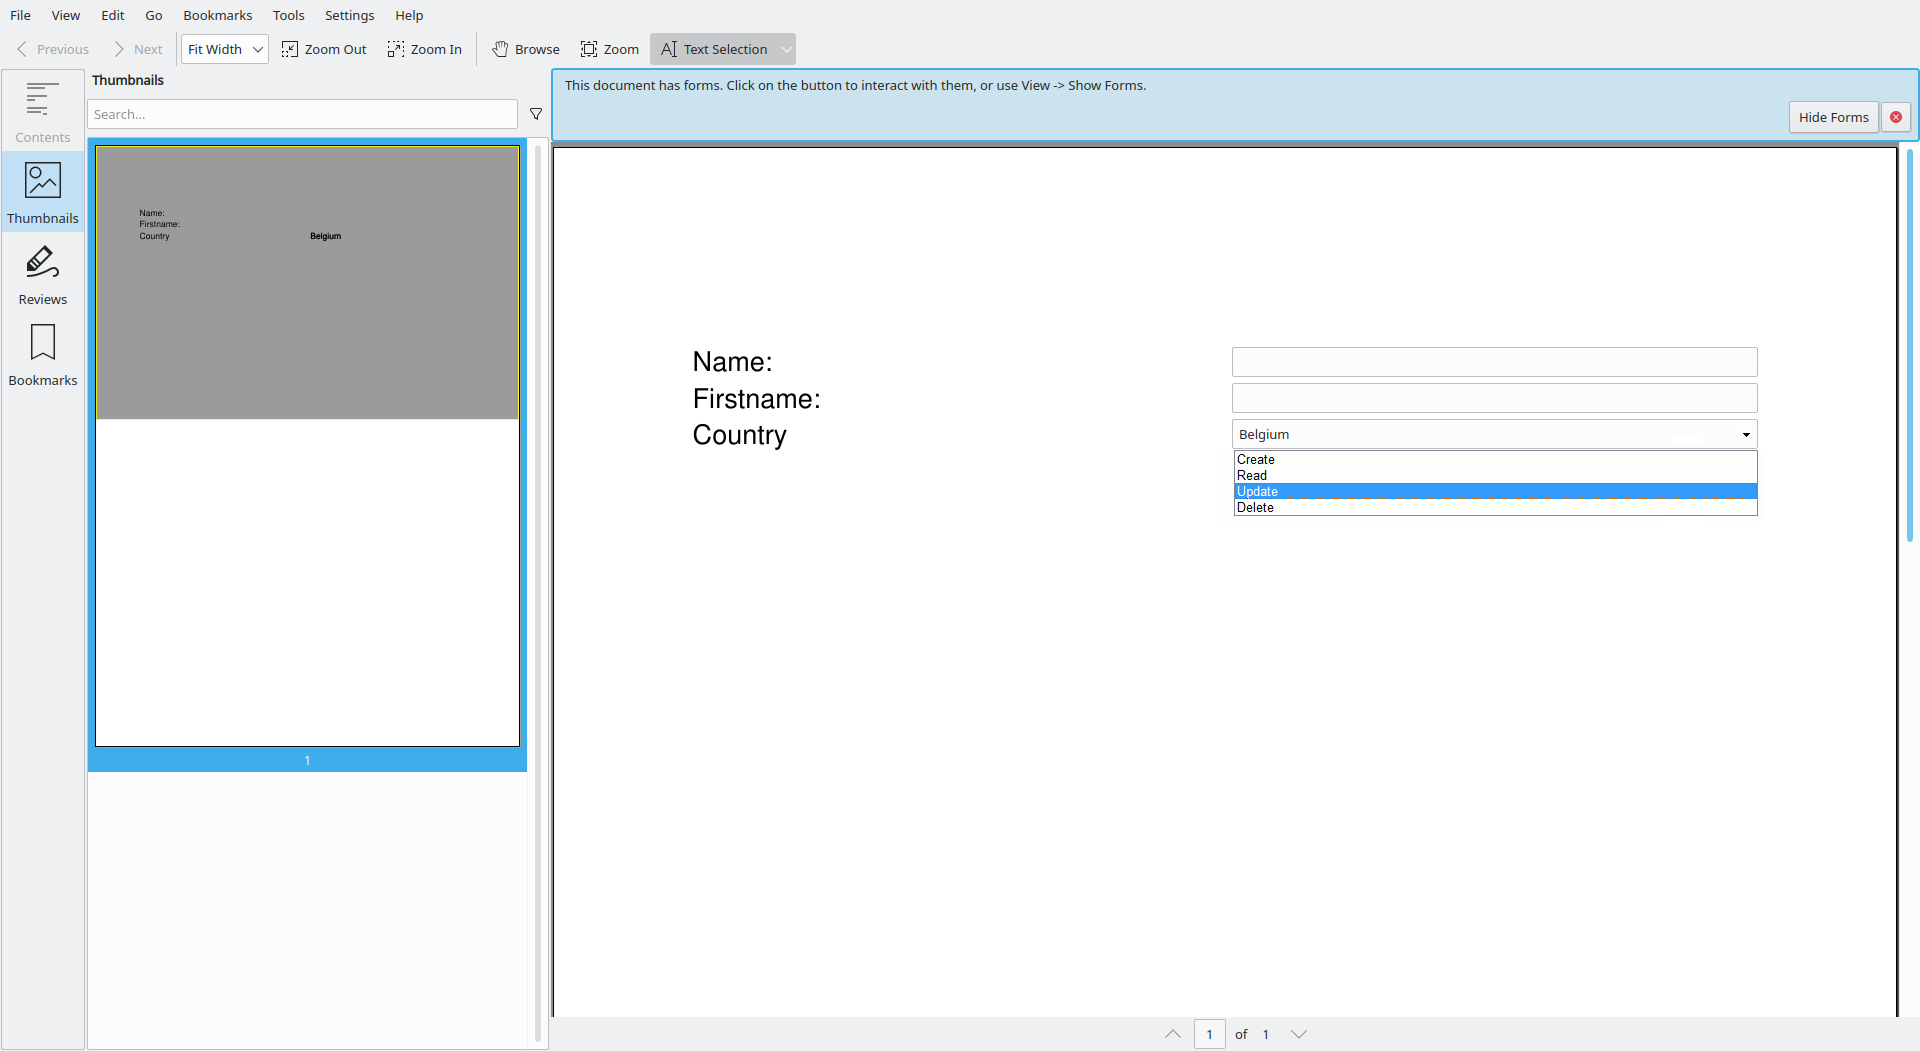 File View Edit Go Bookmarks Tools Settings Help
Previous Next Fit Width Zoom Out Zoom In Browse Zoom Text Selection
Contents
Thumbnails
Reviews
Bookmarks
Thumbnails
Search...
Name:
Firstname:
Country Belgium
1
This document has forms. Click on the button to interact with them, or use View -> Show Forms.
Hide Forms
Name:
Firstname:
Country Belgium
Create
Read
Update
Delete
1 of 1